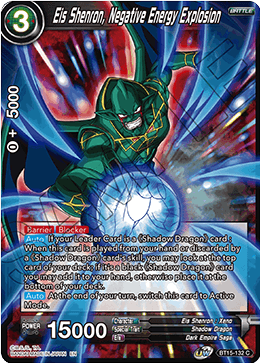 3
Eis Shenron, Negative Energy Explosion
BATTLE
+ 5000
Barrier Blocker
Auto If your Leader Card is a 《Shadow Dragon》 card :
When this card is played from your hand or discarded by
a 《Shadow Dragon》 card's skill, you may look at the top
card of your deck, if it's a black 《Shadow Dragon》 card
you may add it to your hand, otherwise place it at the
bottom of your deck.
Auto At the end of your turn, switch this card to Active
Mode.
POWER
15000
Character
Eis Shenron, Xeno
Special Trait
Shadow Dragon
Era
Dark Empire Saga
BT15-132 C